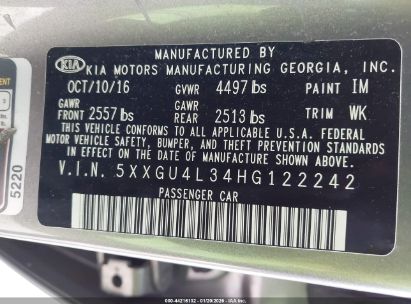 MANUFACTURED BY
KIA KIA MOTORS MANUFACTURING GEORGIA, INC.
OCT/10/16 GVWR 4497 lbs PAINT IM
GAWR GAWR
FRONT 2557 lbs REAR 2513 lbs TRIM WK
THIS VEHICLE CONFORMS TO ALL APPLICABLE U.S.A. FEDERAL
MOTOR VEHICLE SAFETY, AND THEFT PREVENTION STANDARDS
IN EFFECT ON THE DATE OF MANUFACTURE SHOWN ABOVE.
V.I.N. 5XXGU4L34HG122242
PASSENGER CAR
5220